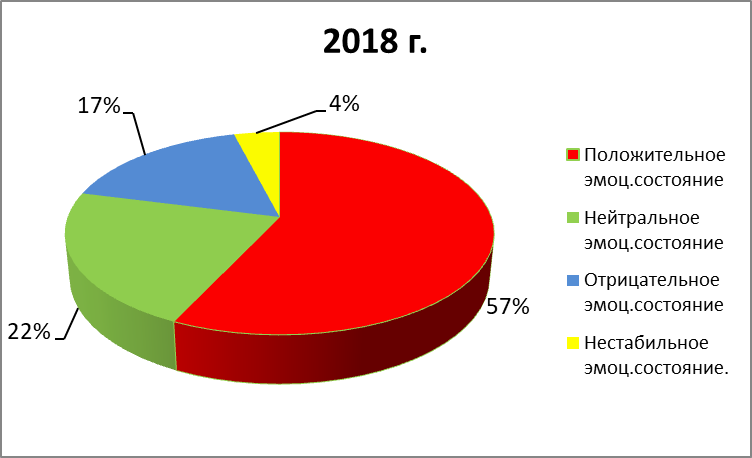 2018 г.
17%
4%
57%
22%
Положительное
эмоц.состояние
Нейтральное
эмоц.состояние
Отрицательное
эмоц.состояние
Нестабильное
эмоц.состояние.